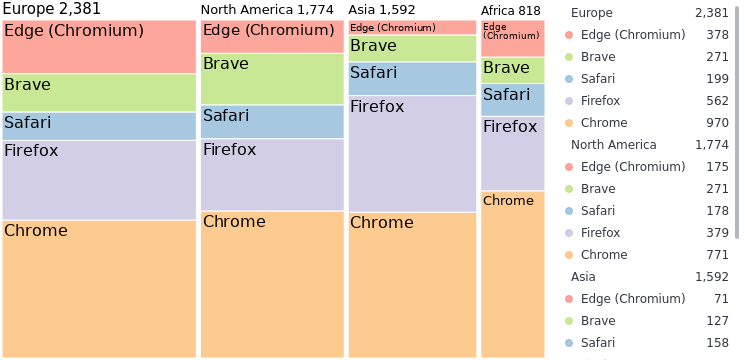 Europe 2,381
Edge (Chromium)
Brave
Safari
Firefox
Chrome
North America 1,774
Edge (Chromium)
Brave
Safari
Firefox
Chrome
Asia 1,592
Edge (Chromium)
Brave
Safari
Firefox
Chrome
Africa 818
Edge
(Chromium)
Brave
Safari
Firefox
Chrome
Europe 2,381
Edge (Chromium) 378
Brave 271
Safari 199
Firefox 562
Chrome 970
North America 1,774
Edge (Chromium) 175
Brave 271
Safari 178
Firefox 379
Chrome 771
Asia 1,592
Edge (Chromium) 71
Brave 127
Safari 158